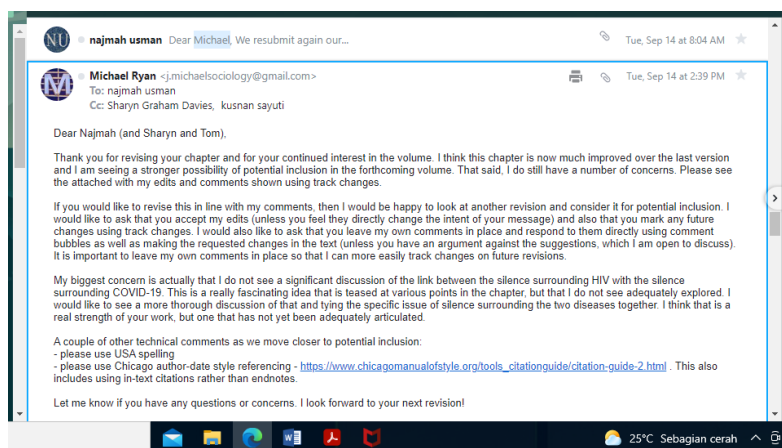 NU najmah usman Dear Michael, We resubmit again our... Tue, Sep 14 at 8:04 AM
Michael Ryan <j.michaelsociology@gmail.com> Tue, Sep 14 at 2:39 PM
To: najmah usman
Cc: Sharyn Graham Davies, kusnan sayuti
Dear Najmah (and Sharyn and Tom),
Thank you for revising your chapter and for your continued interest in the volume. I think this chapter is now much improved over the last version
and I am seeing a stronger possibility of potential inclusion in the forthcoming volume. That said, I do still have a number of concerns. Please see
the attached with my edits and comments shown using track changes.
If you would like to revise this in line with my comments, then I would be happy to look at another revision and consider it for potential inclusion. I
would like to ask that you accept my edits (unless you feel they directly change the intent of your message) and also that you mark any future
changes using track changes. I would also like to ask that you leave my own comments in place and respond to them directly using comment
bubbles as well as making the requested changes in the text (unless you have an argument against the suggestions, which I am open to discuss).
It is important to leave my own comments in place so that I can more easily track changes on future revisions.
My biggest concern is actually that I do not see a significant discussion of the link between the silence surrounding HIV with the silence
surrounding COVID-19. This is a really fascinating idea that is teased at various points in the chapter, but that I do not see adequately explored. I
would like to see a more thorough discussion of that and tying the specific issue of silence surrounding the two diseases together. I think that is a
real strength of your work, but one that has not yet been adequately articulated.
A couple of other technical comments as we move closer to potential inclusion:
- please use USA spelling
- please use Chicago author-date style referencing - https://www.chicagomanualofstyle.org/tools_citationguide/citation-guide-2.html . This also
includes using in-text citations rather than endnotes.
Let me know if you have any questions or concerns. I look forward to your next revision!
25°C Sebagian cerah